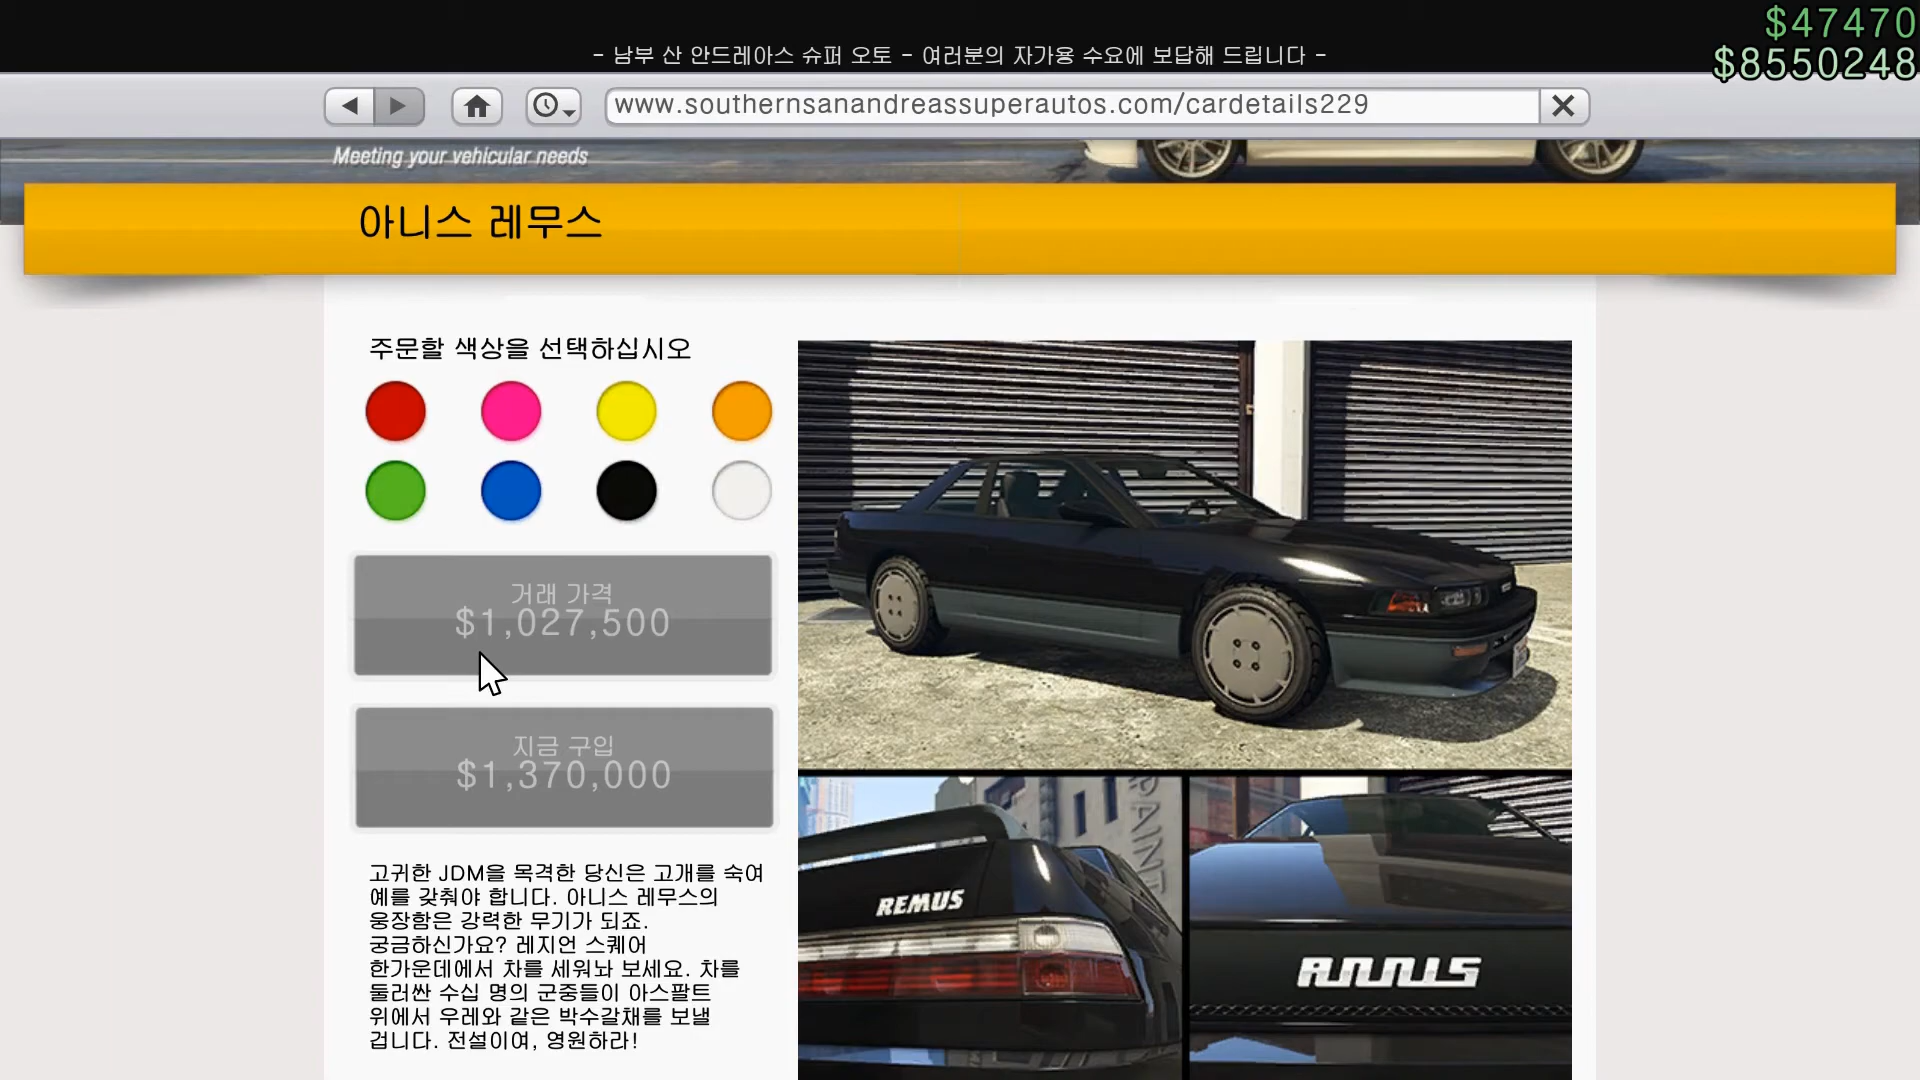 $47470
- 남부 산 안드레아스 슈퍼 오토 - 여러분의 자가용 수요에 보답해 드립니다 -
$8550248
www.southernsanandreassuperautos.com/cardetails229
Meeting your vehicular needs
아니스 레무스
주문할 색상을 선택하십시오
거래 가격
$1,027,500
지금 구입
$1,370,000
고귀한 JDM을 목격한 당신은 고개를 숙여
예를 갖춰야 합니다. 아니스 레무스의
웅장함은 강력한 무기가 되죠.
궁금하신가요? 레지언 스퀘어
한가운데에서 차를 세워놔 보세요. 차를
둘러싼 수십 명의 군중들이 아스팔트
위에서 우레와 같은 박수갈채를 보낼
겁니다. 전설이여, 영원하라!
REMUS
PAINT
ANNIS